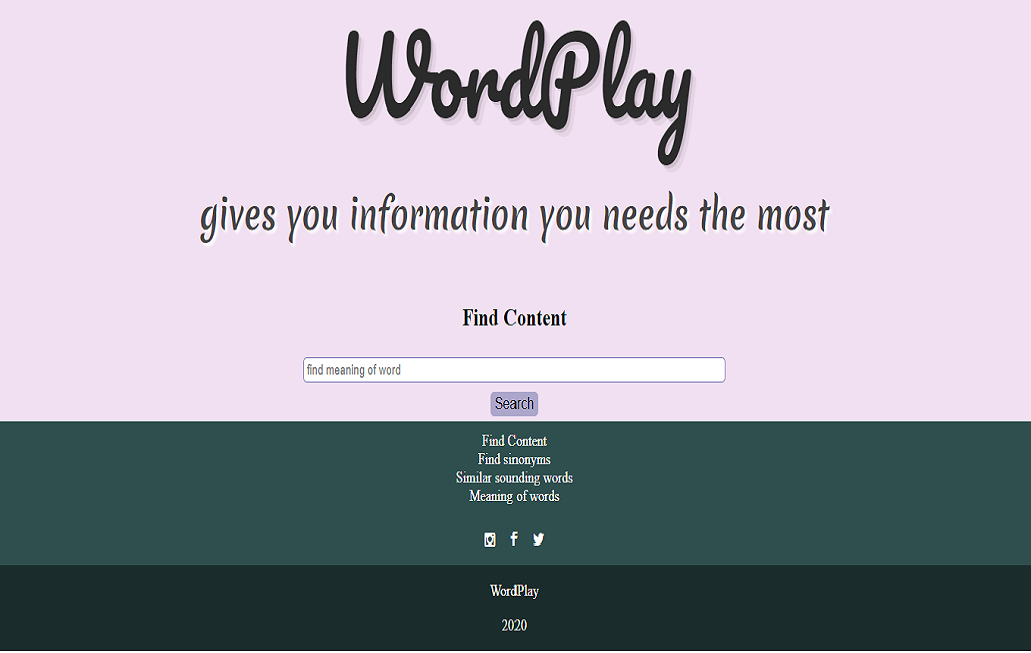 WordPlay
gives you information you needs the most
Find Content
find meaning of word
Search
Find Content
Find sinonyms
Similar sounding words
Meaning of words
WordPlay
2020